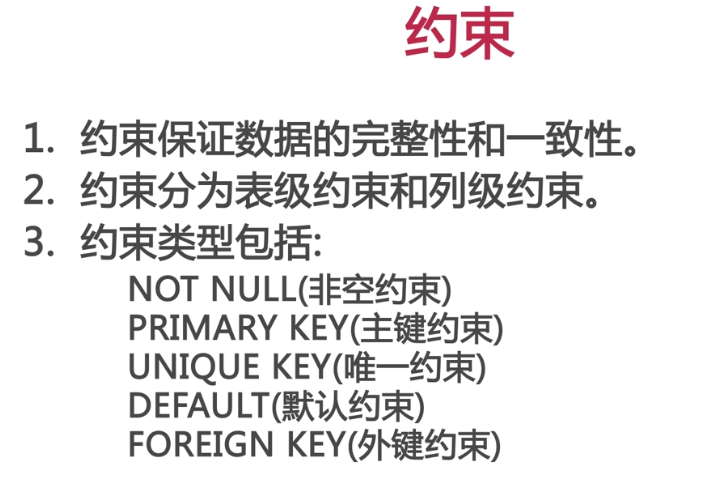 约束
1. 约束保证数据的完整性和一致性。
2. 约束分为表级约束和列级约束。
3. 约束类型包括:
NOT NULL(非空约束)
PRIMARY KEY(主键约束)
UNIQUE KEY(唯一约束)
DEFAULT(默认约束)
FOREIGN KEY(外键约束)